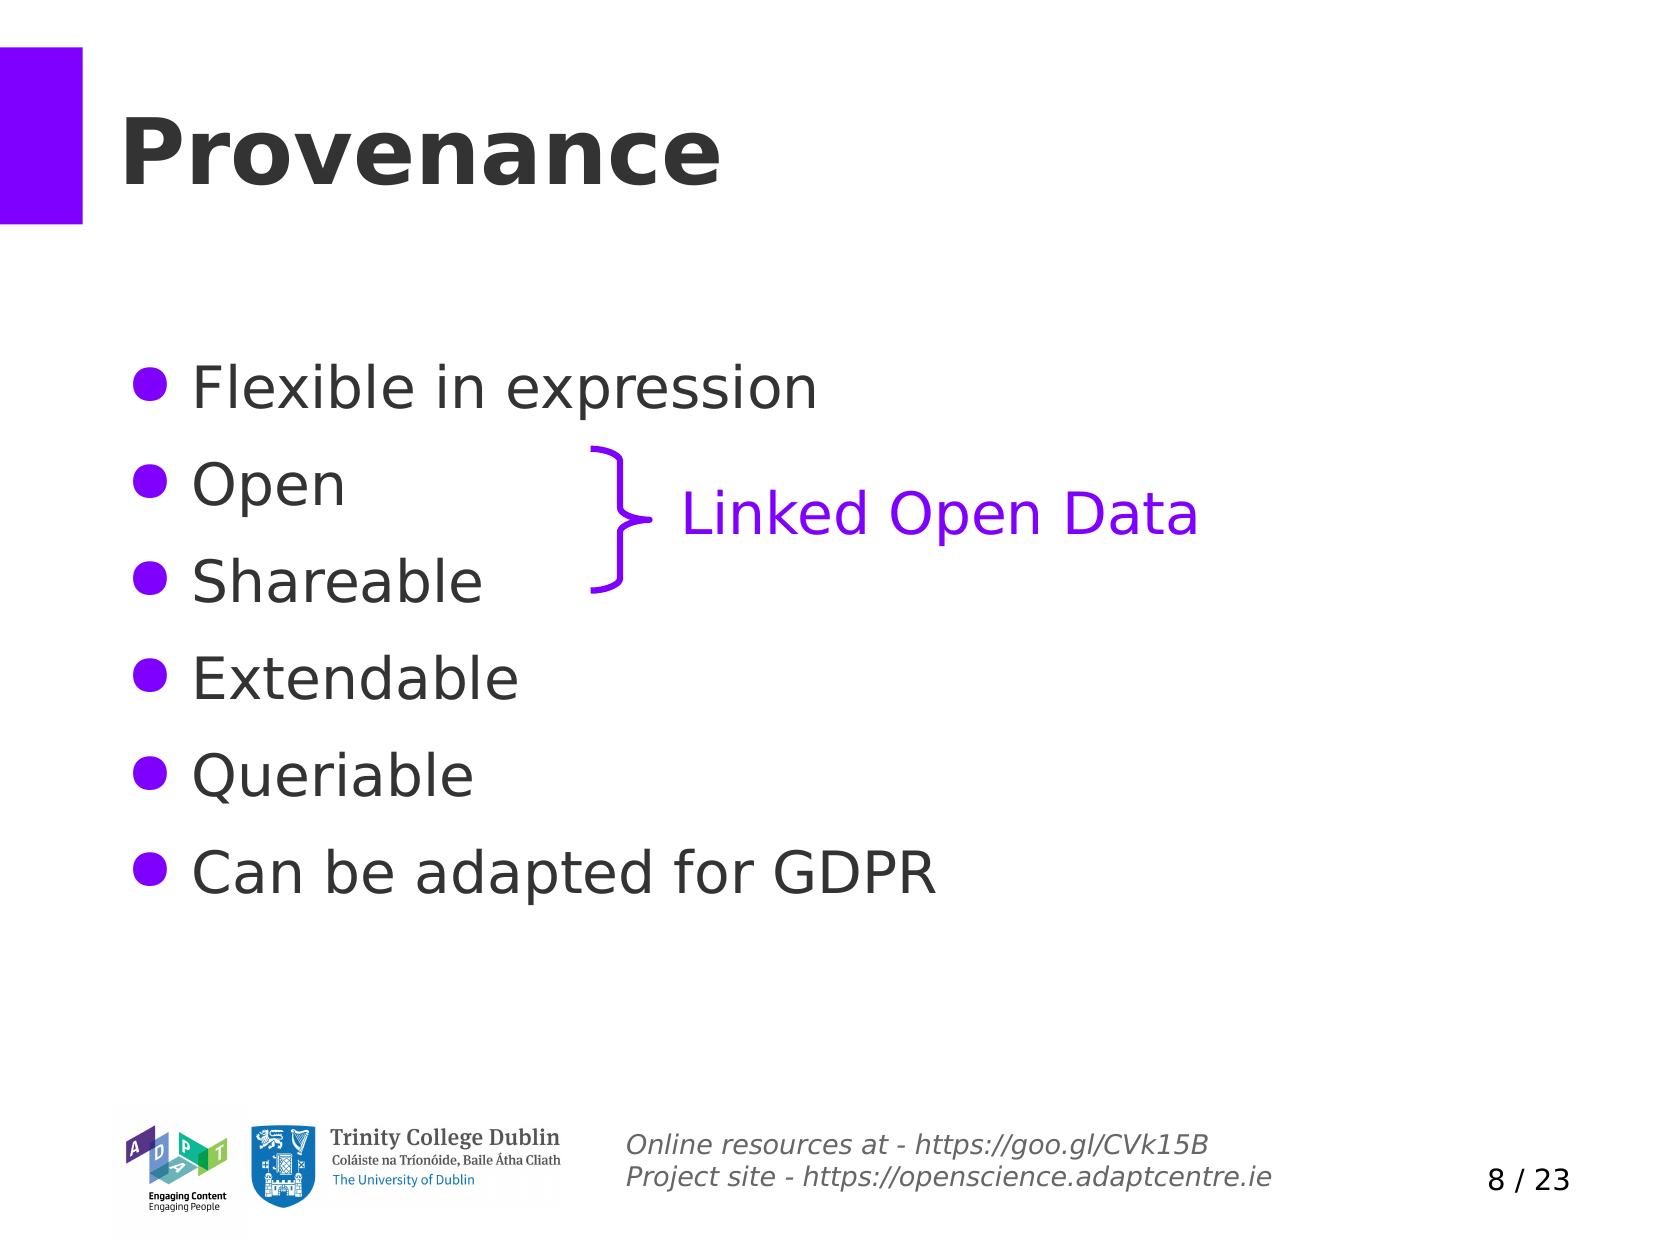 Provenance
Flexible in expression
Open
Shareable
Linked Open Data
Extendable
Queriable
Can be adapted for GDPR
ADAPT
Engaging Content
Engaging People
Trinity College Dublin
Coláiste na Tríonóide, Baile Átha Cliath
The University of Dublin
Online resources at - https://goo.gl/CVk15B
Project site - https://openscience.adaptcentre.ie
8 / 23